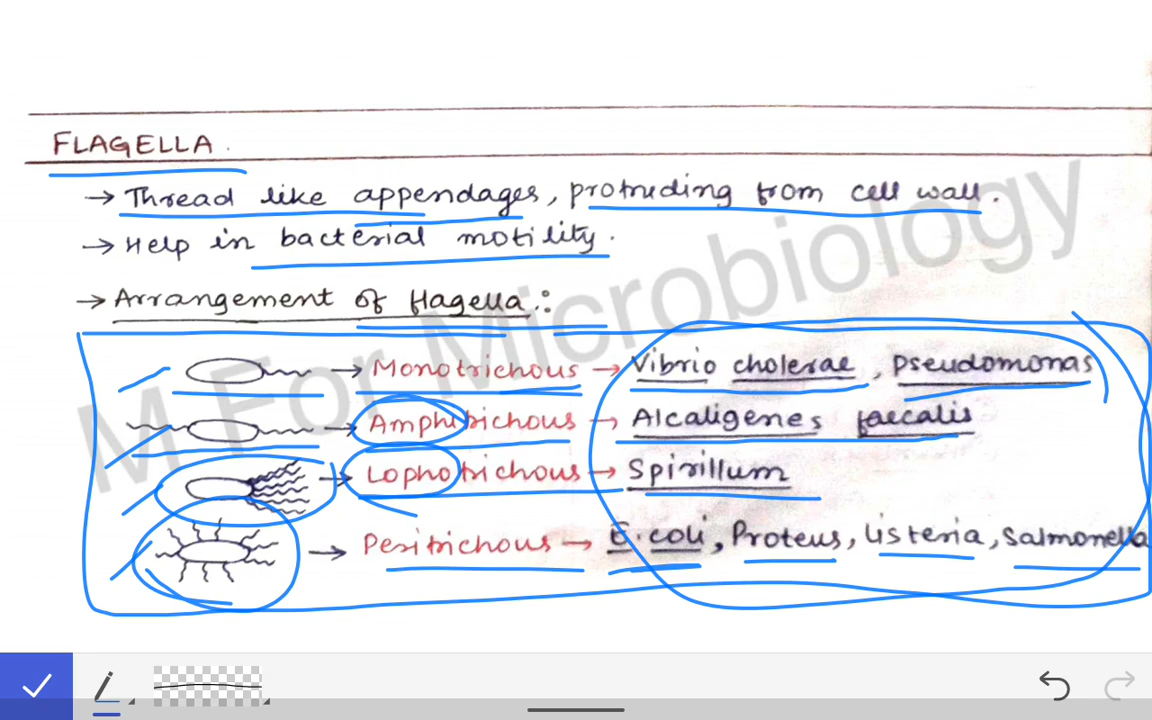 FLAGELLA.
→ Thread like appendages, protruding from cell wall.
→ Help in bacterial motility.
→ Arrangement of flagella :
→ Monotrichous → Vibrio cholerae, Pseudomonas
→ Amphitrichous → Alcaligenes faecalis
→ Lophotrichous → Spirillum
→ Peritrichous → E.coli, Proteus, Listeria, Salmonella
M For Microbiology